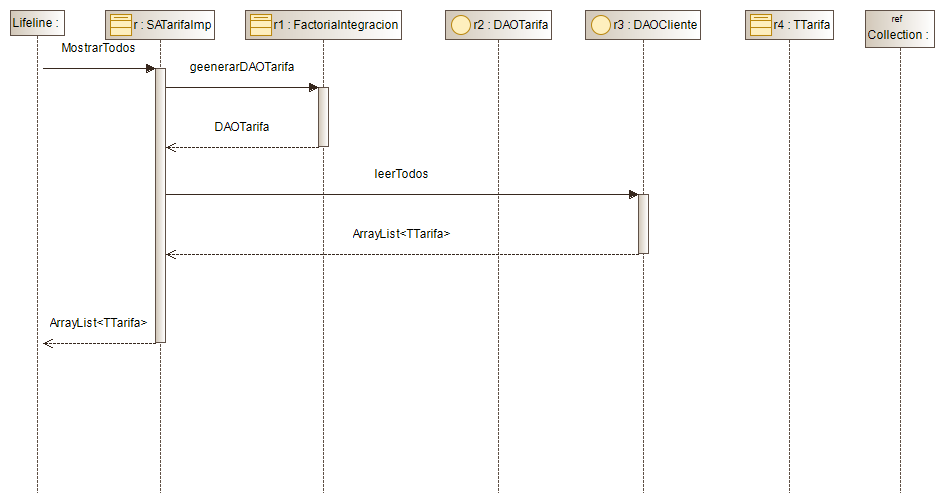 Lifeline :
r : SATarifaImp
r1 : FactoriaIntegracion
r2 : DAOTarifa
r3 : DAOCliente
r4 : TTarifa
ref
Collection :
MostrarTodos
geenerarDAOTarifa
DAOTarifa
leerTodos
ArrayList<TTarifa>
ArrayList<TTarifa>